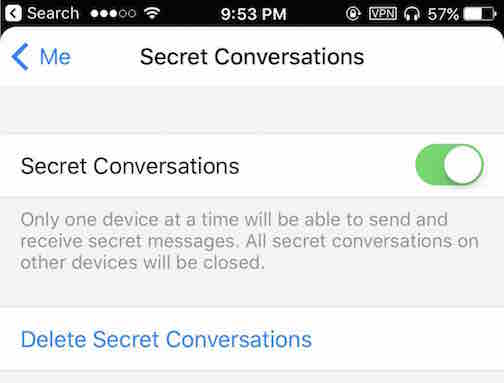 Search 9:53 PM VPN 57%
Me Secret Conversations
Secret Conversations
Only one device at a time will be able to send and
receive secret messages. All secret conversations on
other devices will be closed.
Delete Secret Conversations